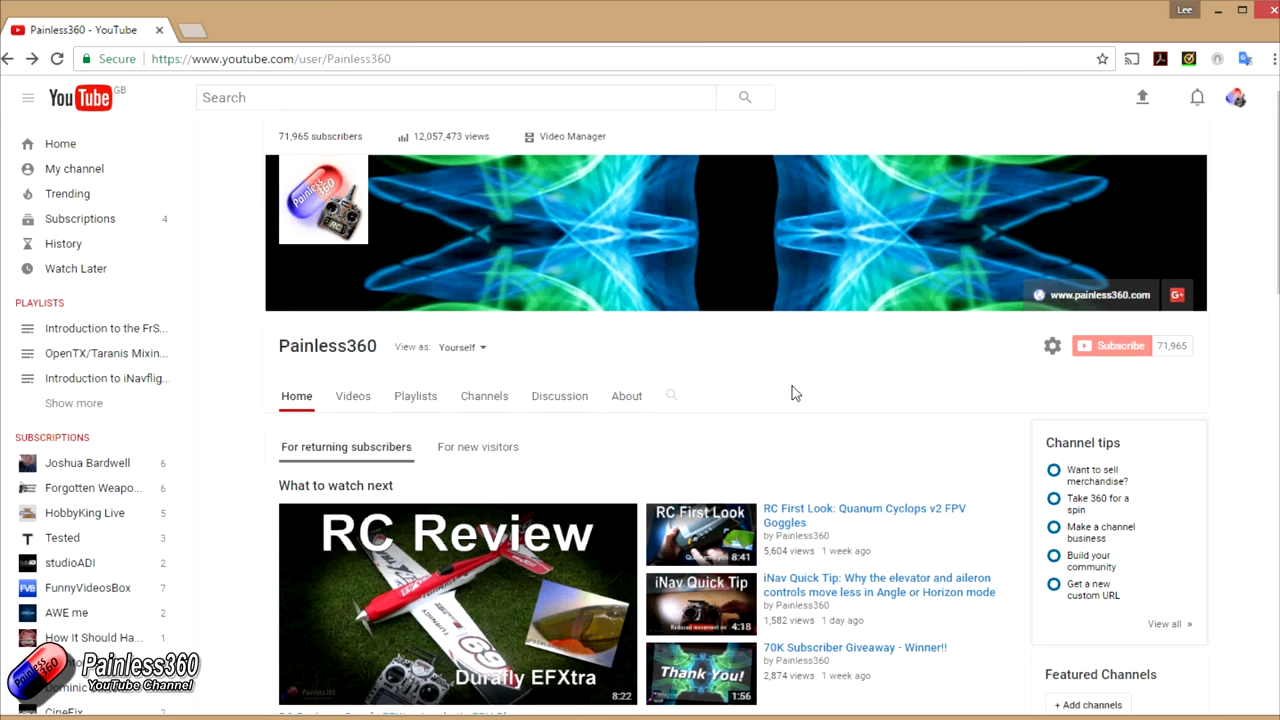 Lee
Painless360 - YouTube
Secure https://www.youtube.com/user/Painless360
YouTube GB
Search
71,965 subscribers
12,057,473 views
Video Manager
Home
My channel
Trending
Subscriptions 4
History
Watch Later
PLAYLISTS
Introduction to the FrS...
OpenTX/Taranis Mixin...
Introduction to iNavflig...
Show more
SUBSCRIPTIONS
Joshua Bardwell 6
Forgotten Weapo... 6
HobbyKing Live 5
Tested 3
studioADI 2
FunnyVideosBox 7
AWE me 2
How It Should Ha... 1
CineFix
Painless360
YouTube Channel
Painless360
RC
www.painless360.com
Painless360
View as: Yourself
Subscribe 71,965
Home Videos Playlists Channels Discussion About
For returning subscribers For new visitors
What to watch next
RC Review
69
Durafly EFXtra
8:22
RC First Look
8:41
RC First Look: Quanum Cyclops v2 FPV
Goggles
by Painless360
5,604 views 1 week ago
iNav Quick Tip
4:18
iNav Quick Tip: Why the elevator and aileron
controls move less in Angle or Horizon mode
by Painless360
1,582 views 1 day ago
Thank You!
1:56
70K Subscriber Giveaway - Winner!!
by Painless360
2,874 views 1 week ago
Channel tips
Want to sell
merchandise?
Take 360 for a
spin
Make a channel
business
Build your
community
Get a new
custom URL
View all »
Featured Channels
+ Add channels